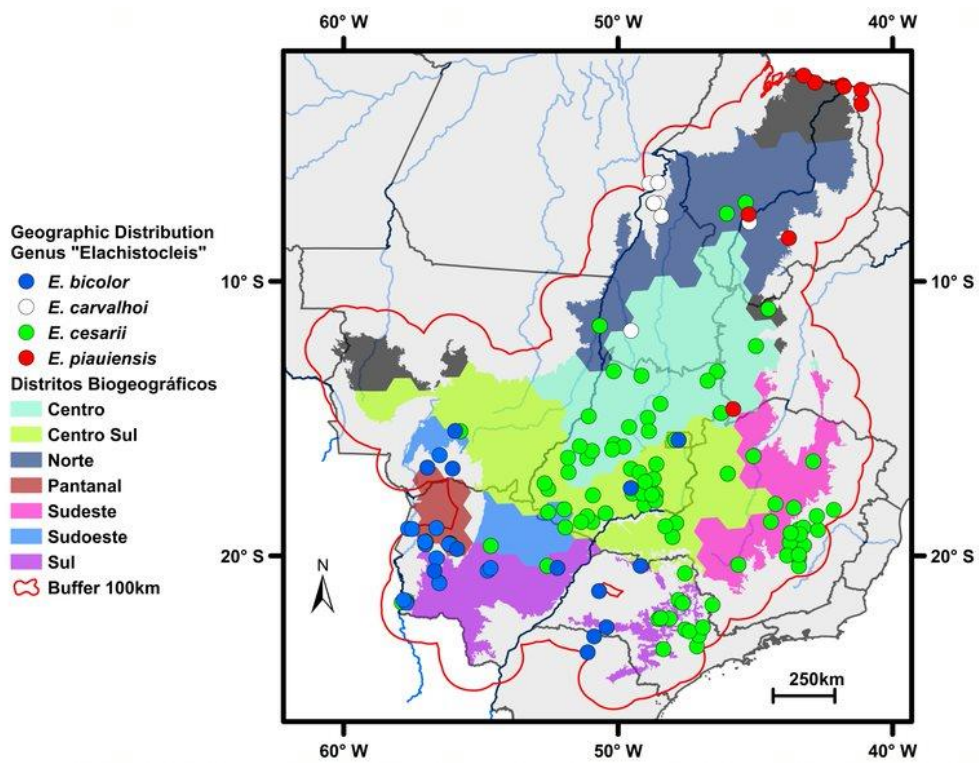 60° W 50° W 40° W
Geographic Distribution
Genus "Elachistocleis"
E. bicolor
E. carvalhoi
E. cesarii
E. piauiensis
Distritos Biogeográficos
Centro
Centro Sul
Norte
Pantanal
Sudeste
Sudoeste
Sul
Buffer 100km
10° S 10° S
20° S 20° S
N
250km
60° W 50° W 40° W